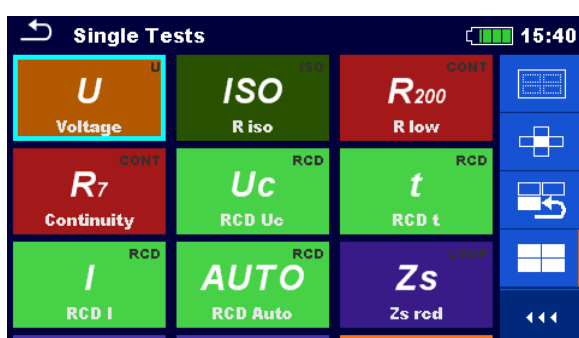 Single Tests
15:40
U
U
Voltage
ISO
ISO
R iso
CONT
R200
R low
CONT
R7
Continuity
RCD
Uc
RCD Uc
RCD
t
RCD t
RCD
I
RCD I
RCD
AUTO
RCD Auto
LOOP
Zs
Zs rcd